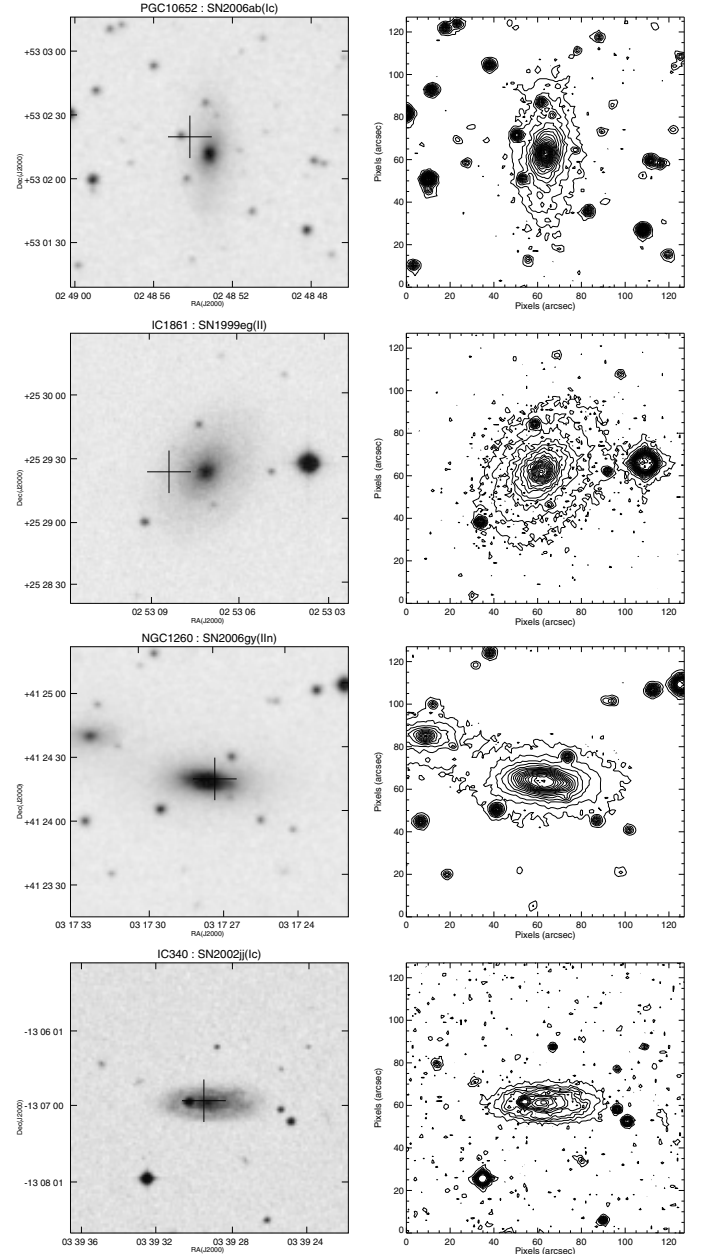 PGC10652 : SN2006ab(Ic)
+53 03 00
+53 02 30
+53 02 00
+53 01 30
Dec(J2000)
02 49 00 02 48 56 02 48 52 02 48 48
RA(J2000)
120
100
80
60
40
20
0
Pixels (arcsec)
0 20 40 60 80 100 120
Pixels (arcsec)
IC1861 : SN1999eg(II)
+25 30 00
+25 29 30
+25 29 00
+25 28 30
Dec(J2000)
02 53 09 02 53 06 02 53 03
RA(J2000)
120
100
80
60
40
20
0
Pixels (arcsec)
0 20 40 60 80 100 120
Pixels (arcsec)
NGC1260 : SN2006gy(IIn)
+41 25 00
+41 24 30
+41 24 00
+41 23 30
Dec(J2000)
03 17 33 03 17 30 03 17 27 03 17 24
RA(J2000)
120
100
80
60
40
20
0
Pixels (arcsec)
0 20 40 60 80 100 120
Pixels (arcsec)
IC340 : SN2002jj(Ic)
-13 06 01
-13 07 00
-13 08 01
Dec(J2000)
03 39 36 03 39 32 03 39 28 03 39 24
RA(J2000)
120
100
80
60
40
20
0
Pixels (arcsec)
0 20 40 60 80 100 120
Pixels (arcsec)